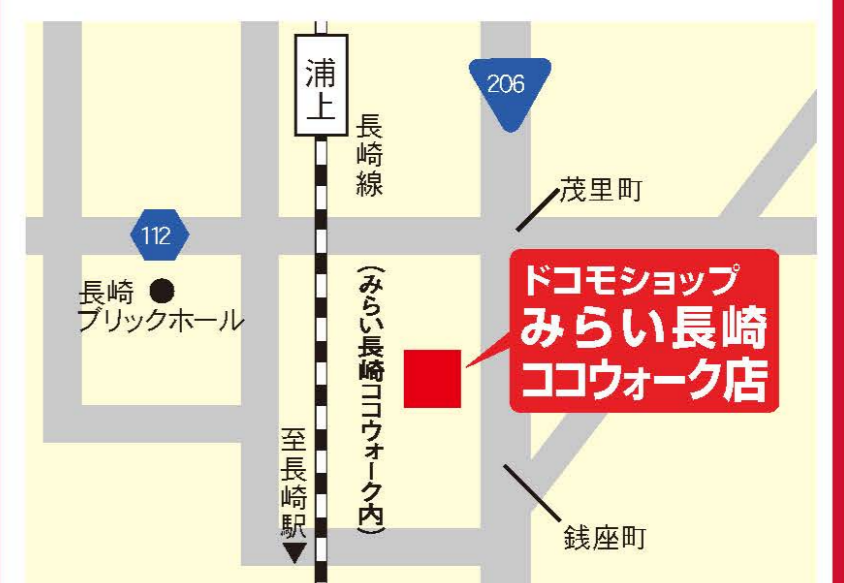 浦上
206
長崎線
茂里町
112
長崎
ブリックホール
ドコモショップ
みらい長崎
ココウォーク店
(みらい長崎ココウォーク内)
至長崎駅
銭座町